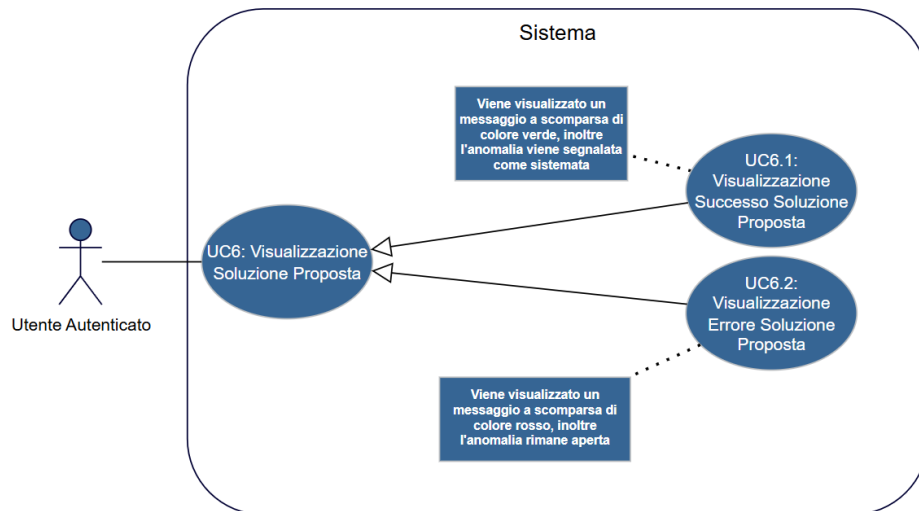 Sistema
Viene visualizzato un
messaggio a scomparsa di
colore verde, inoltre
l'anomalia viene segnalata
come sistemata
UC6.1:
Visualizzazione
Successo Soluzione
Proposta
UC6: Visualizzazione
Soluzione Proposta
Utente Autenticato
UC6.2:
Visualizzazione
Errore Soluzione
Proposta
Viene visualizzato un
messaggio a scomparsa di
colore rosso, inoltre
l'anomalia rimane aperta